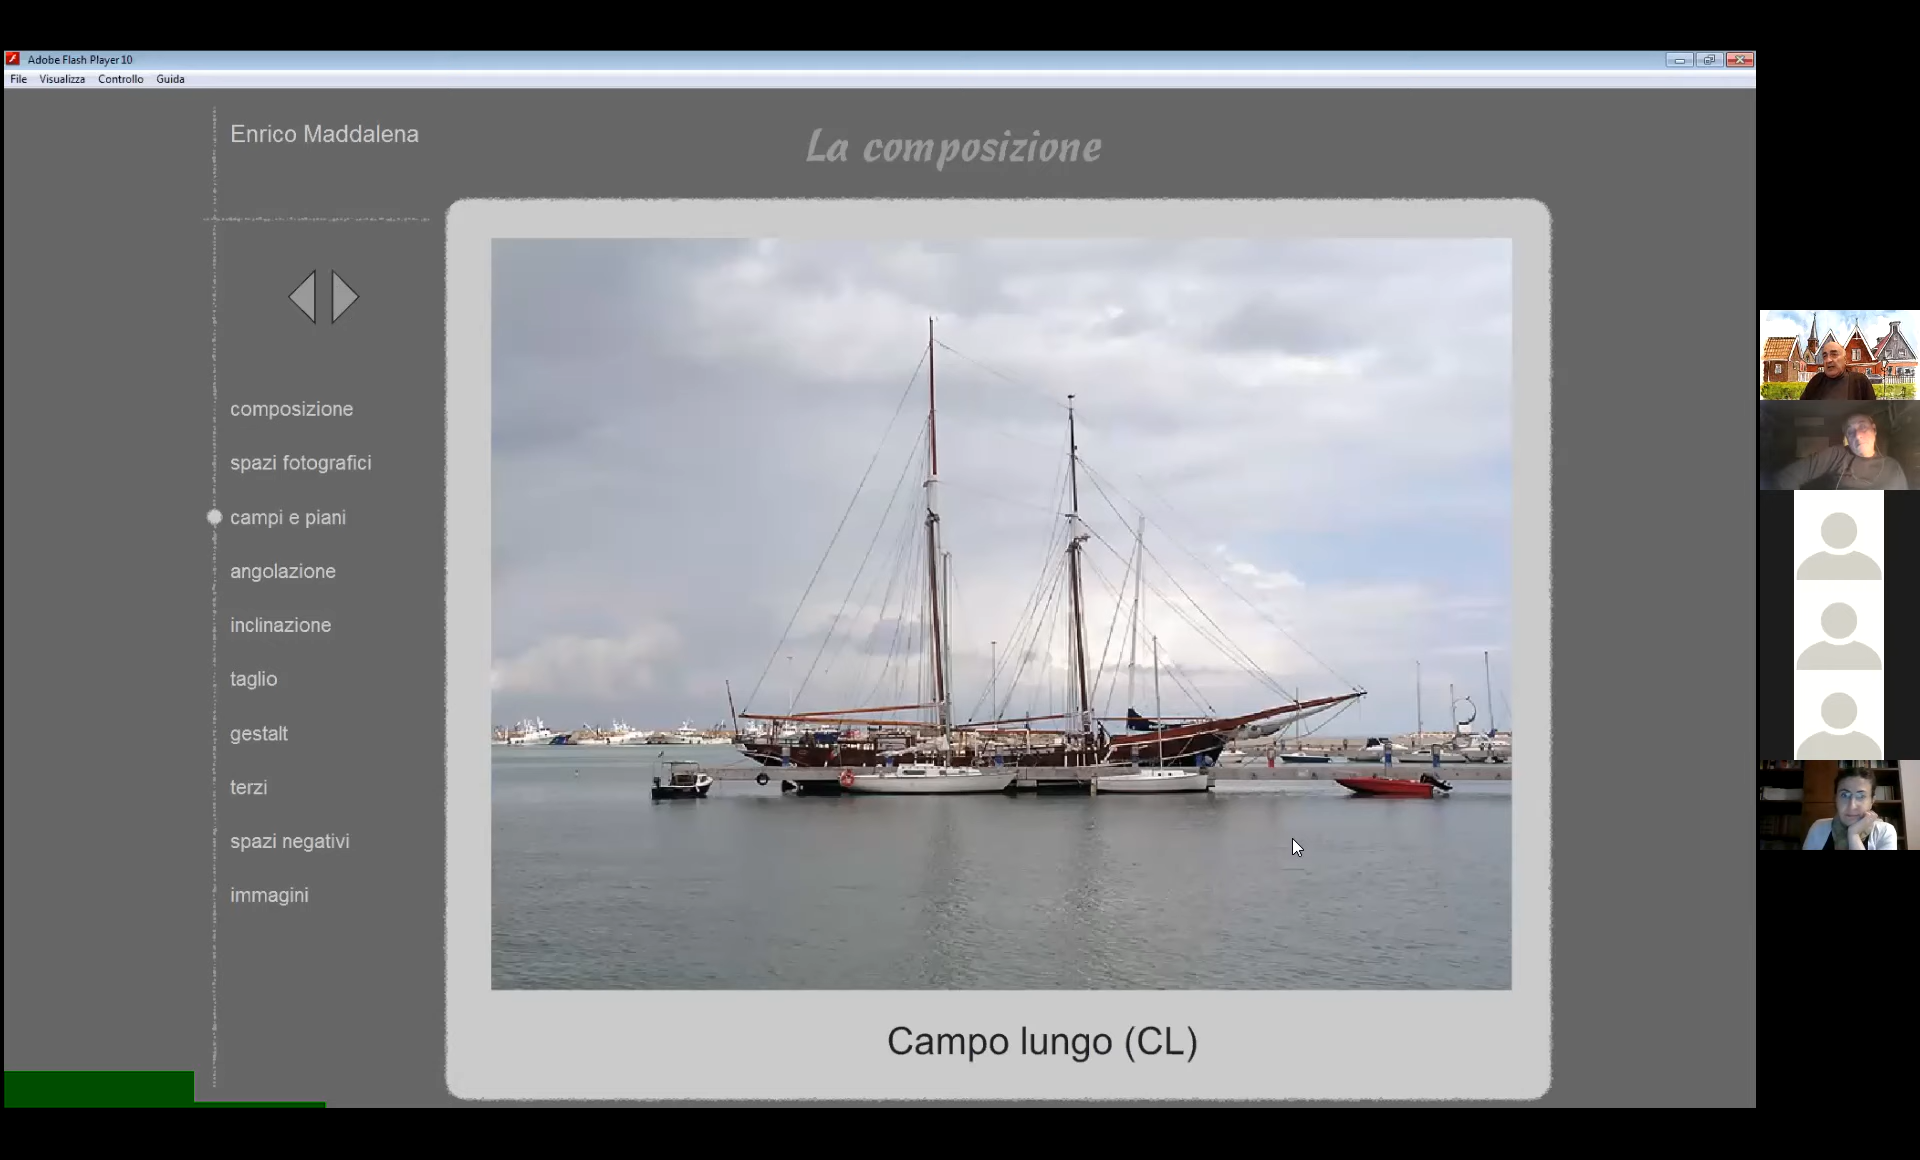 Adobe Flash Player 10
File Visualizza Controllo Guida
Enrico Maddalena
La composizione
composizione
spazi fotografici
campi e piani
angolazione
inclinazione
taglio
gestalt
terzi
spazi negativi
immagini
Campo lungo (CL)